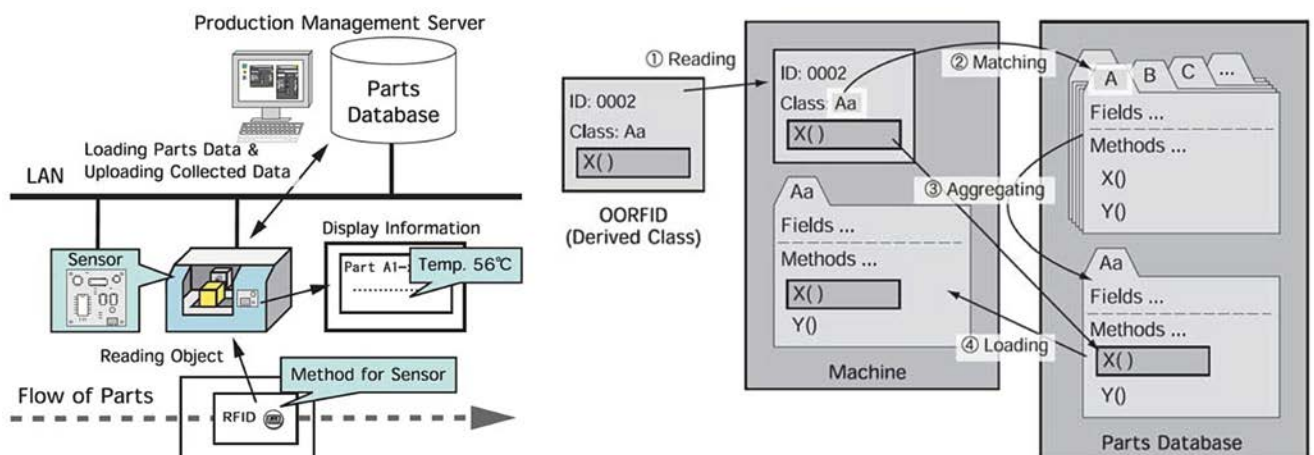 Production Management Server
Parts
Database
Loading Parts Data &
Uploading Collected Data
LAN
Sensor
Display Information
Part A1-
Temp. 56℃
Reading Object
Method for Sensor
Flow of Parts
RFID
① Reading
ID: 0002
Class: Aa
X( )
OORFID
(Derived Class)
ID: 0002
Class: Aa
X( )
Aa
Fields ...
Methods ...
X( )
Y()
Machine
② Matching
③ Aggregating
④ Loading
A
B
C
...
Fields ...
Methods ...
X()
Y()
Aa
Fields ...
Methods ...
X( )
Y()
Parts Database